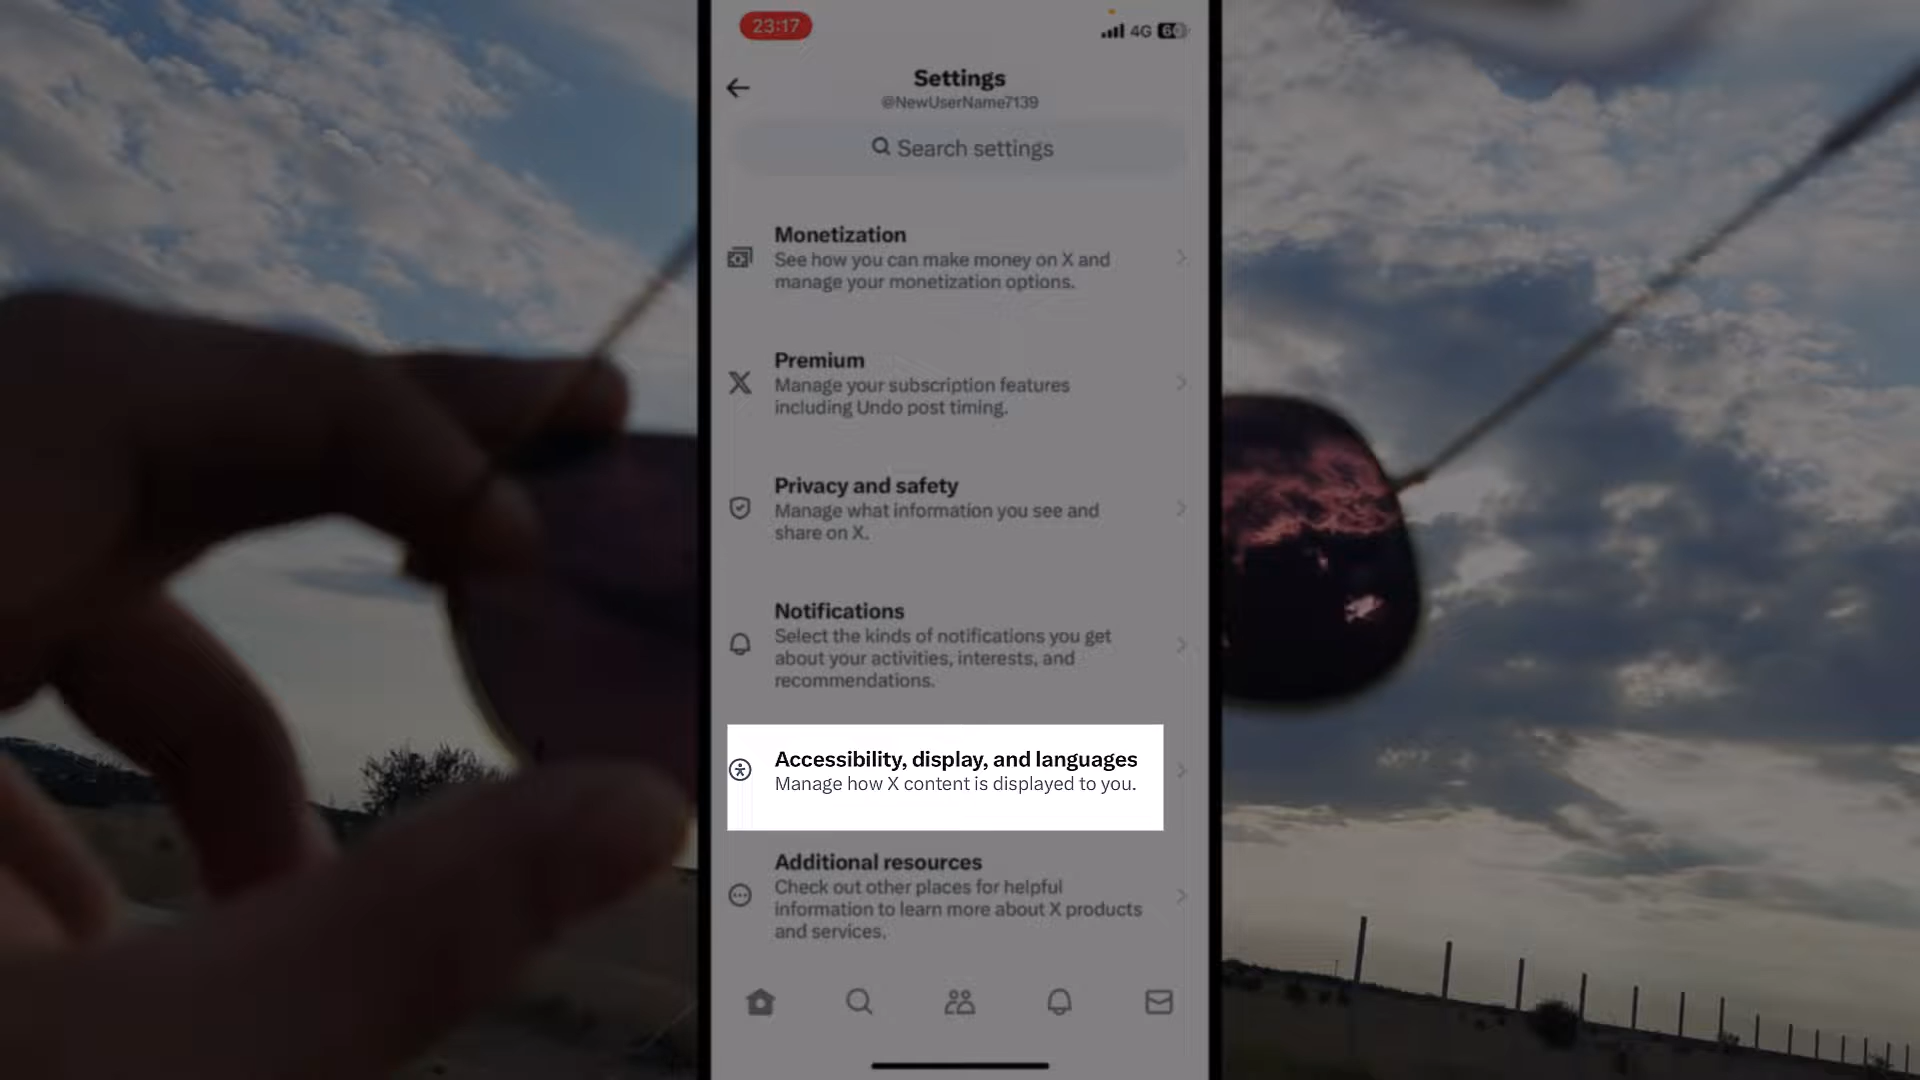 23:17
4G
Settings
@NewUserName7139
Search settings
Monetization
See how you can make money on X and
manage your monetization options.
Premium
Manage your subscription features
including Undo post timing.
Privacy and safety
Manage what information you see and
share on X.
Notifications
Select the kinds of notifications you get
about your activities, interests, and
recommendations.
Accessibility, display, and languages
Manage how X content is displayed to you.
Additional resources
Check out other places for helpful
information to learn more about X products
and services.